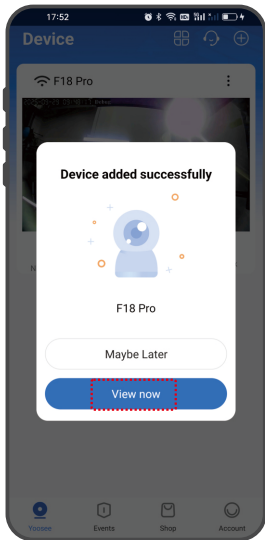 17:52
Device
F18 Pro
Device added successfully
F18 Pro
Maybe Later
View now
Yoosee
Events
Shop
Account